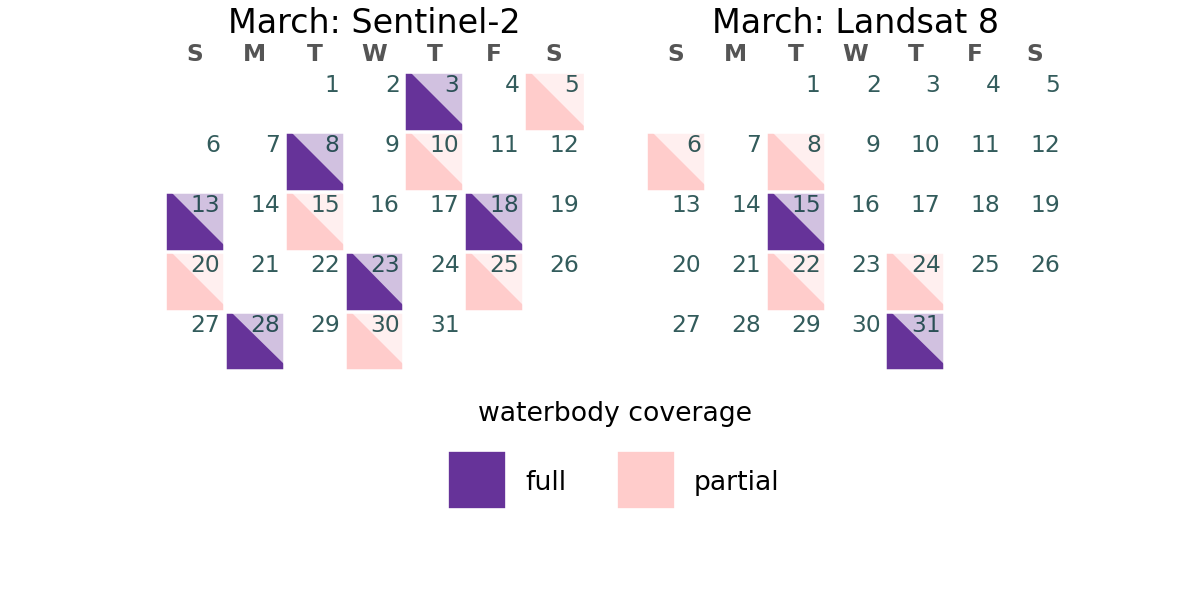 March: Sentinel-2
S M T W T F S
1 2 3 4 5
6 7 8 9 10 11 12
13 14 15 16 17 18 19
20 21 22 23 24 25 26
27 28 29 30 31
March: Landsat 8
S M T W T F S
1 2 3 4 5
6 7 8 9 10 11 12
13 14 15 16 17 18 19
20 21 22 23 24 25 26
27 28 29 30 31
waterbody coverage
full
partial